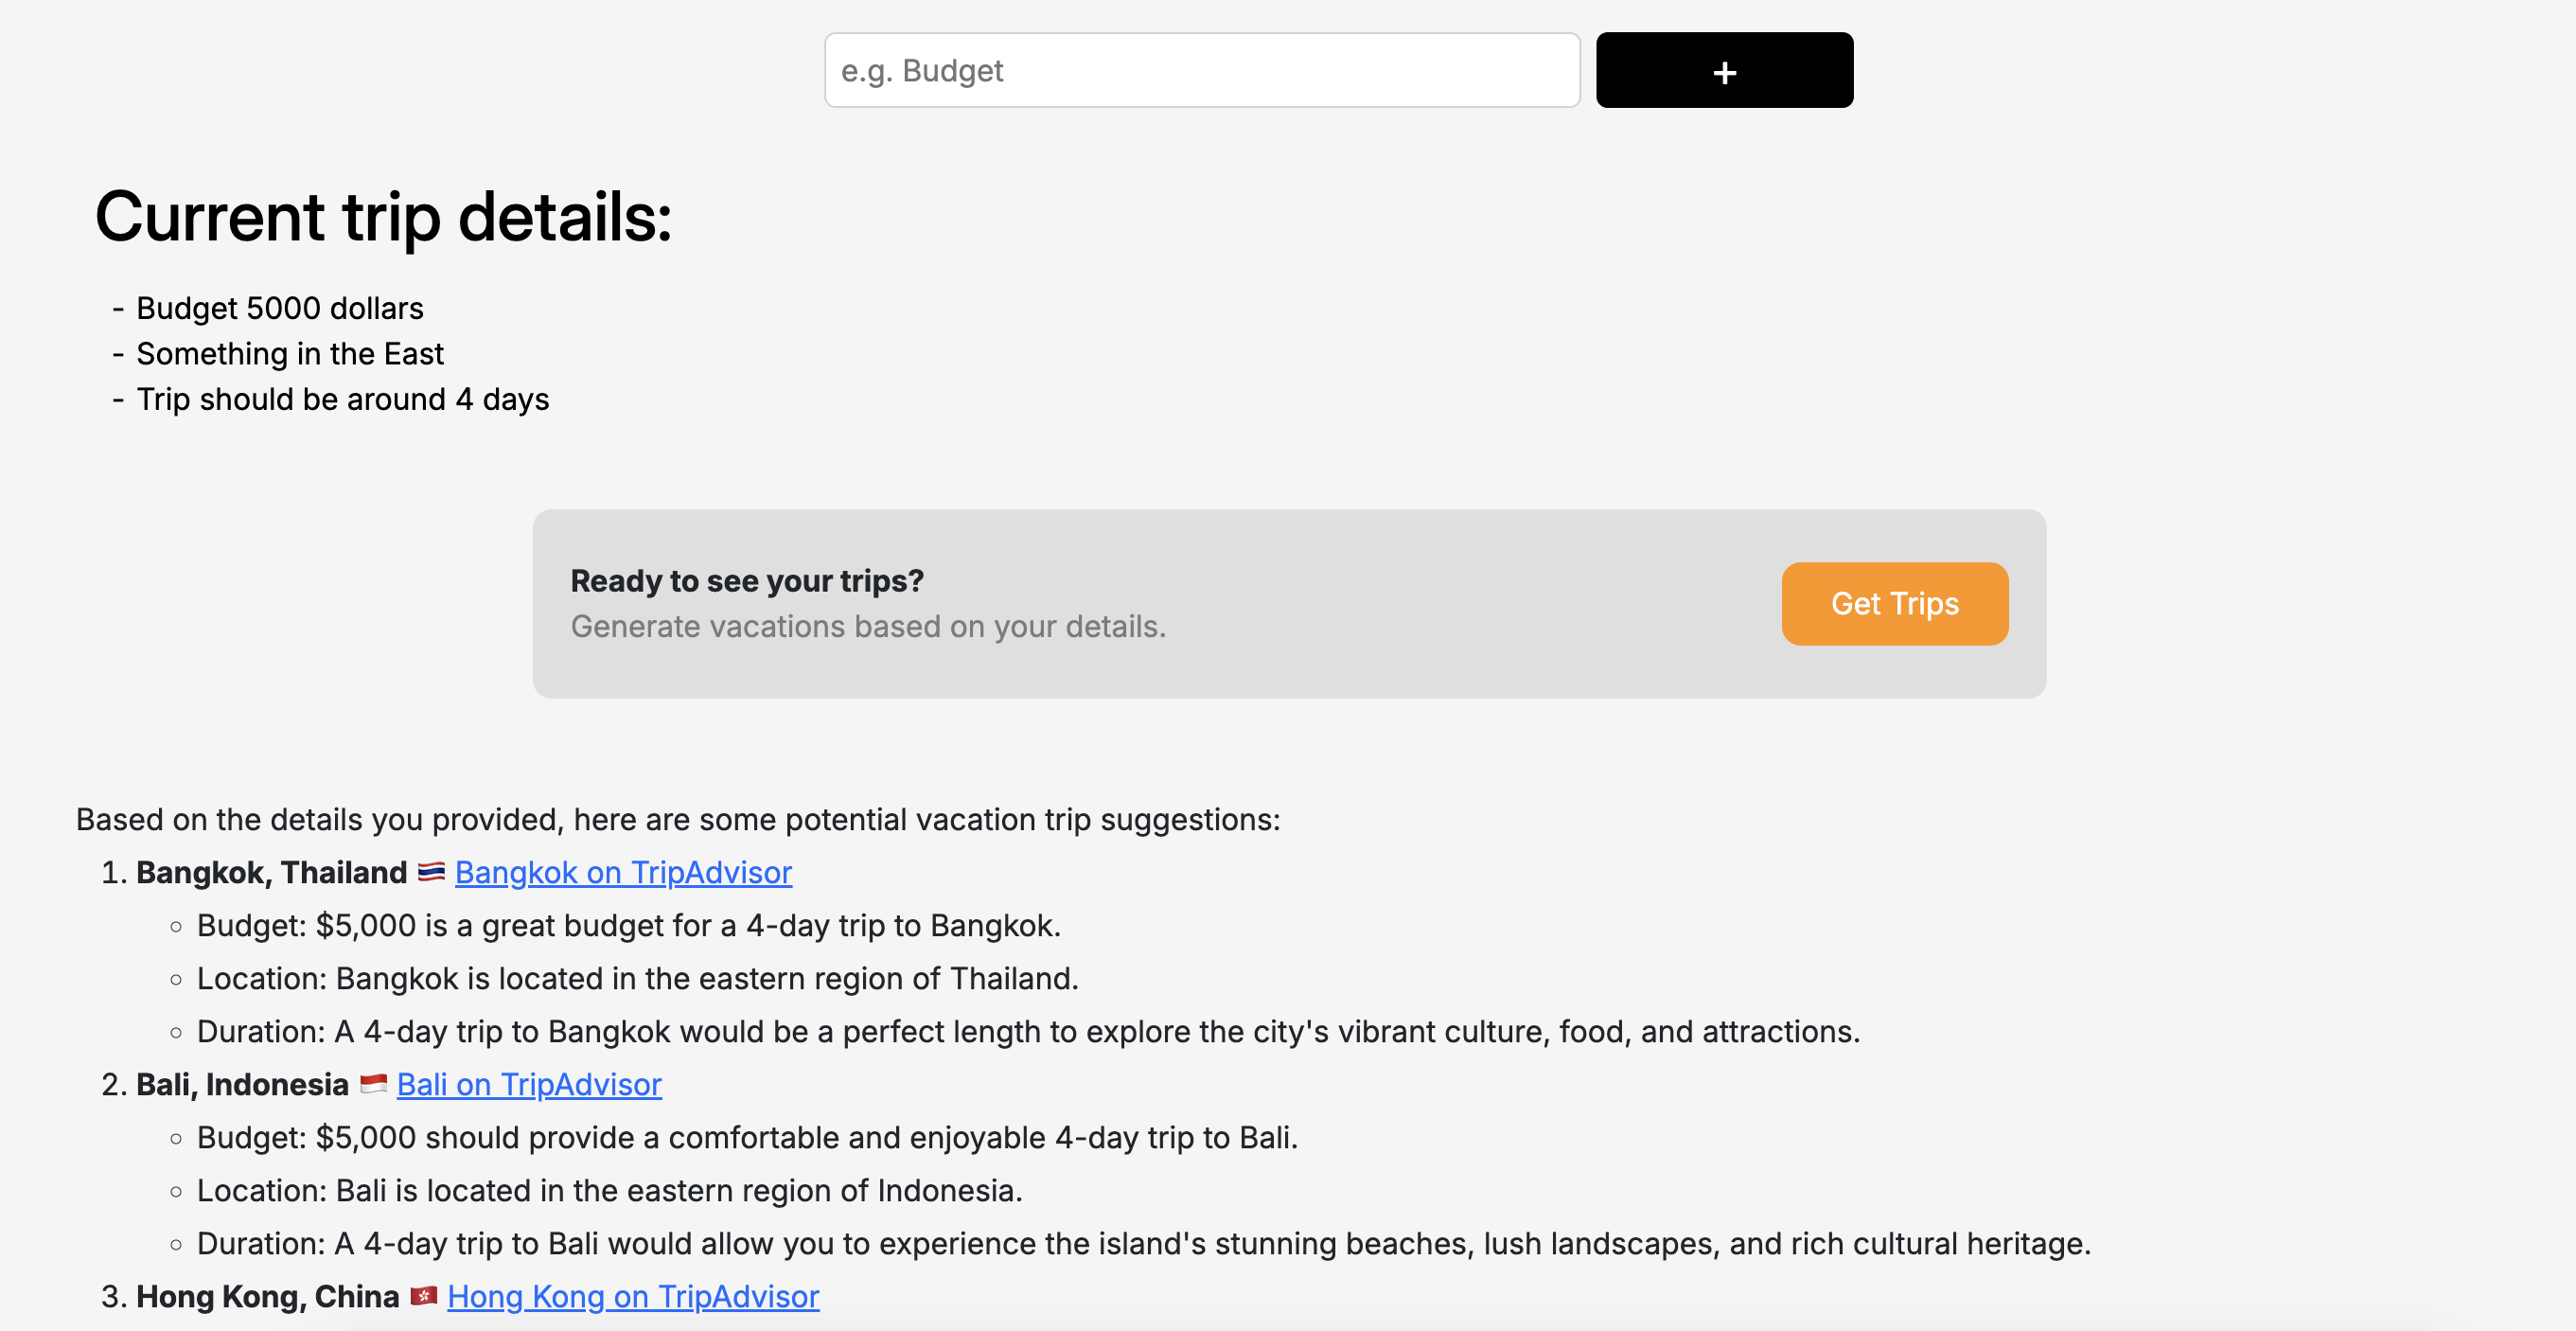 e.g. Budget
+
Current trip details:
- Budget 5000 dollars
- Something in the East
- Trip should be around 4 days
Ready to see your trips?
Generate vacations based on your details.
Get Trips
Based on the details you provided, here are some potential vacation trip suggestions:
1. Bangkok, Thailand 🇹🇭 Bangkok on TripAdvisor
◦ Budget: $5,000 is a great budget for a 4-day trip to Bangkok.
◦ Location: Bangkok is located in the eastern region of Thailand.
◦ Duration: A 4-day trip to Bangkok would be a perfect length to explore the city's vibrant culture, food, and attractions.
2. Bali, Indonesia 🇮🇩 Bali on TripAdvisor
◦ Budget: $5,000 should provide a comfortable and enjoyable 4-day trip to Bali.
◦ Location: Bali is located in the eastern region of Indonesia.
◦ Duration: A 4-day trip to Bali would allow you to experience the island's stunning beaches, lush landscapes, and rich cultural heritage.
3. Hong Kong, China 🇭🇰 Hong Kong on TripAdvisor